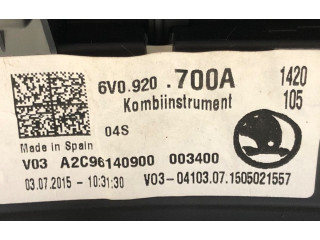 6V0.920 .700A 1420
Kombiinstrument 105
04S
Made in Spain
V03 A2C96140900 003400
03.07.2015 - 10:31:30 VO3-04103.07.1505021557